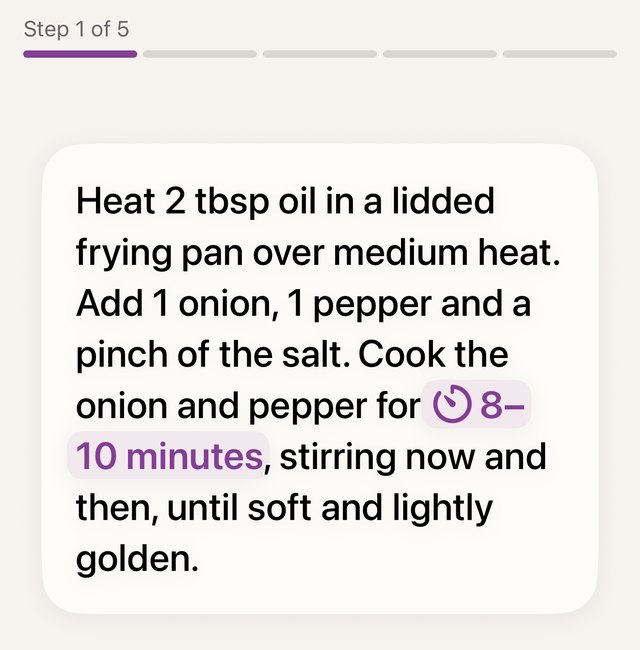 Step 1 of 5
Heat 2 tbsp oil in a lidded
frying pan over medium heat.
Add 1 onion, 1 pepper and a
pinch of the salt. Cook the
onion and pepper for 8–
10 minutes, stirring now and
then, until soft and lightly
golden.